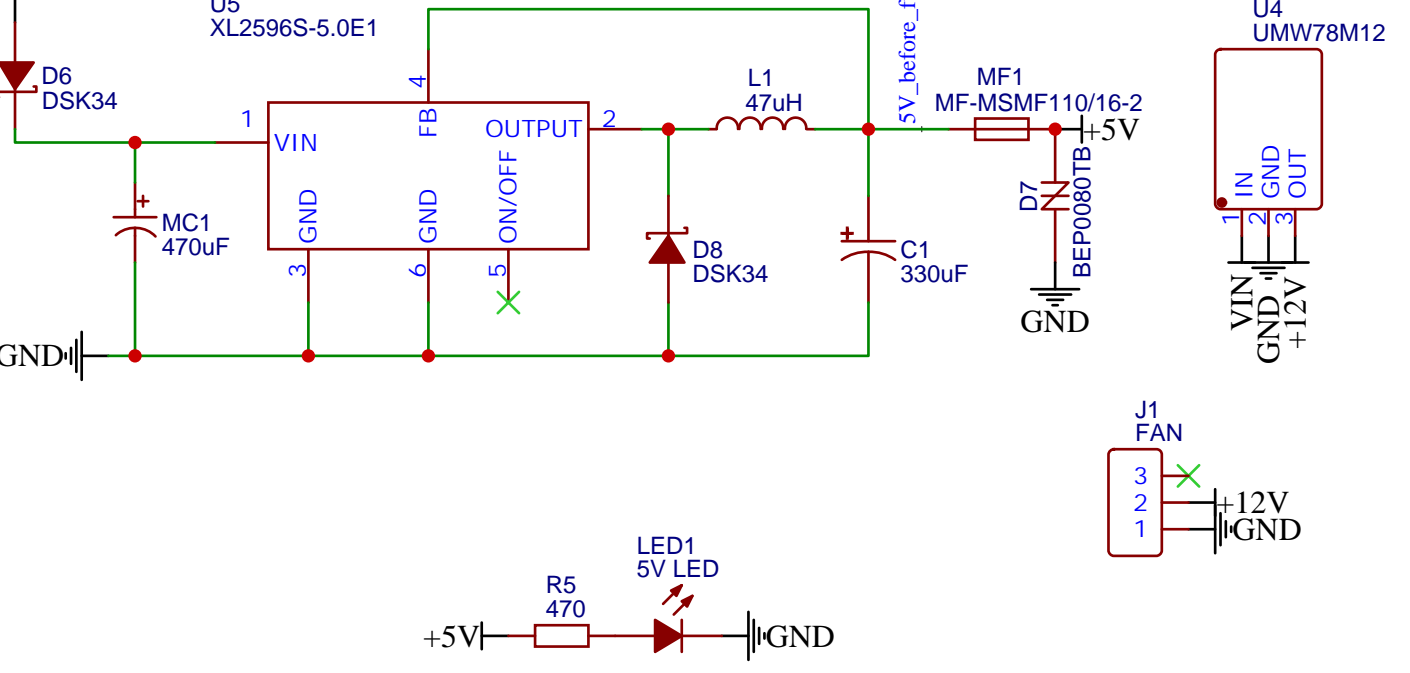 U5
XL2596S-5.0E1
D6
DSK34
1
VIN
4
FB
OUTPUT
2
GND
GND
ON/OFF
3
6
5
MC1
470uF
GND
L1
47uH
D8
DSK34
C1
330uF
5V_before_f
MF1
MF-MSMF110/16-2
+5V
D7
BEP0080TB
GND
U4
UMW78M12
IN
GND
OUT
1
2
3
VIN
GND
+12V
J1
FAN
3
2
1
+12V
GND
LED1
5V LED
R5
470
+5V
GND